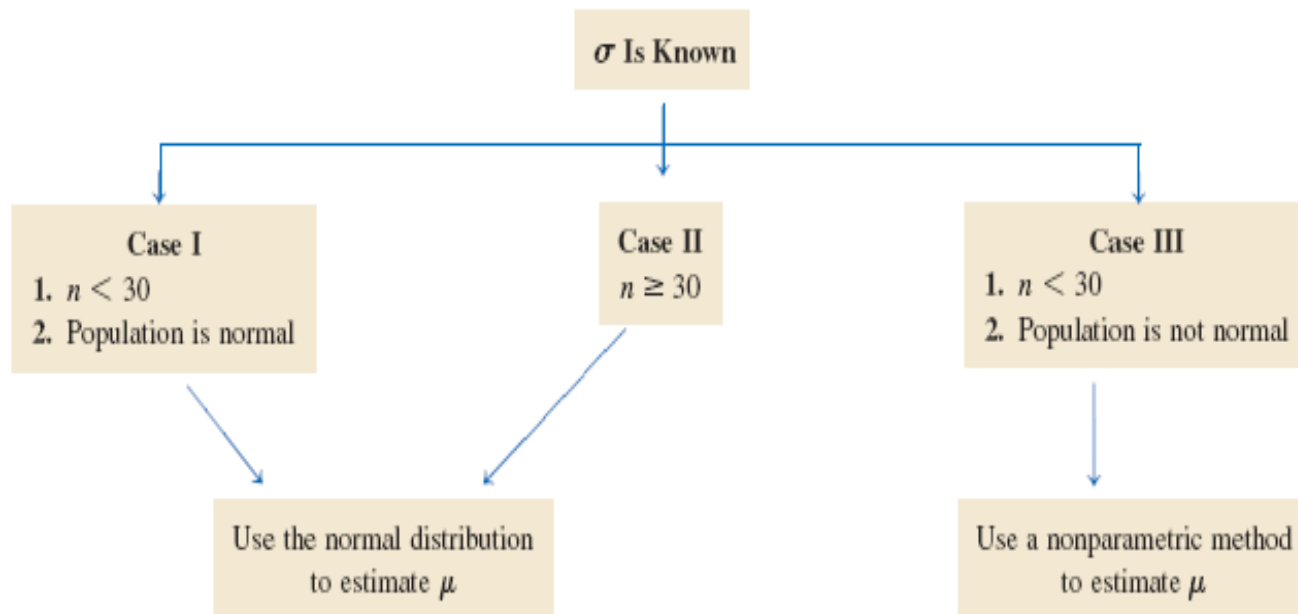 σ Is Known
Case I
1. n < 30
2. Population is normal
Case II
n ≥ 30
Case III
1. n < 30
2. Population is not normal
Use the normal distribution
to estimate μ
Use a nonparametric method
to estimate μ